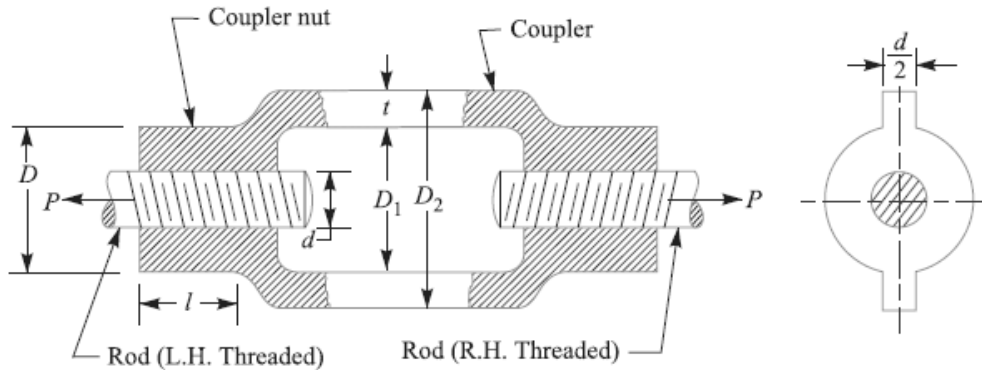 Coupler nut
Coupler
d
2
t
D
P
D1
D2
d
P
l
Rod (L.H. Threaded)
Rod (R.H. Threaded)